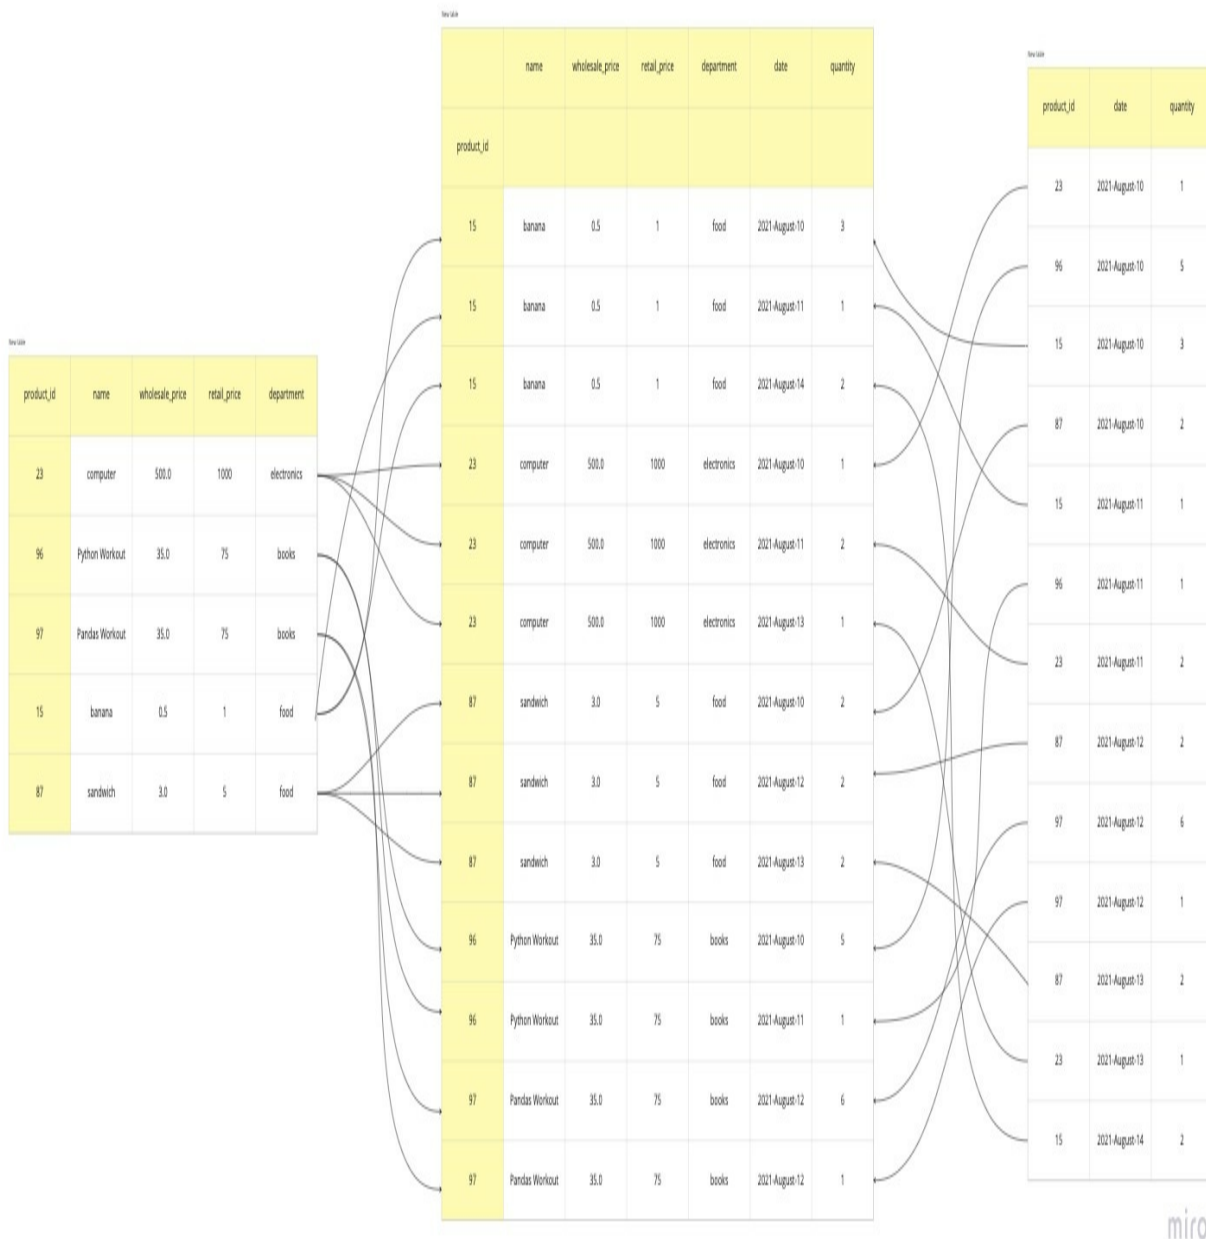 New table
name wholesale_price retail_price department date quantity
product_id
15 banana 0.5 1 food 2021-August-10 3
15 banana 0.5 1 food 2021-August-11 1
15 banana 0.5 1 food 2021-August-14 2
23 computer 500.0 1000 electronics 2021-August-10 1
23 computer 500.0 1000 electronics 2021-August-11 2
23 computer 500.0 1000 electronics 2021-August-13 1
87 sandwich 3.0 5 food 2021-August-10 2
87 sandwich 3.0 5 food 2021-August-12 2
87 sandwich 3.0 5 food 2021-August-13 2
96 Python Workout 35.0 75 books 2021-August-10 5
96 Python Workout 35.0 75 books 2021-August-11 1
97 Pandas Workout 35.0 75 books 2021-August-12 6
97 Pandas Workout 35.0 75 books 2021-August-12 1
New table
product_id name wholesale_price retail_price department
23 computer 500.0 1000 electronics
96 Python Workout 35.0 75 books
97 Pandas Workout 35.0 75 books
15 banana 0.5 1 food
87 sandwich 3.0 5 food
New table
product_id date quantity
23 2021-August-10 1
96 2021-August-10 5
15 2021-August-10 3
87 2021-August-10 2
15 2021-August-11 1
96 2021-August-11 1
23 2021-August-11 2
87 2021-August-12 2
97 2021-August-12 6
97 2021-August-12 1
87 2021-August-13 2
23 2021-August-13 1
15 2021-August-14 2
miro